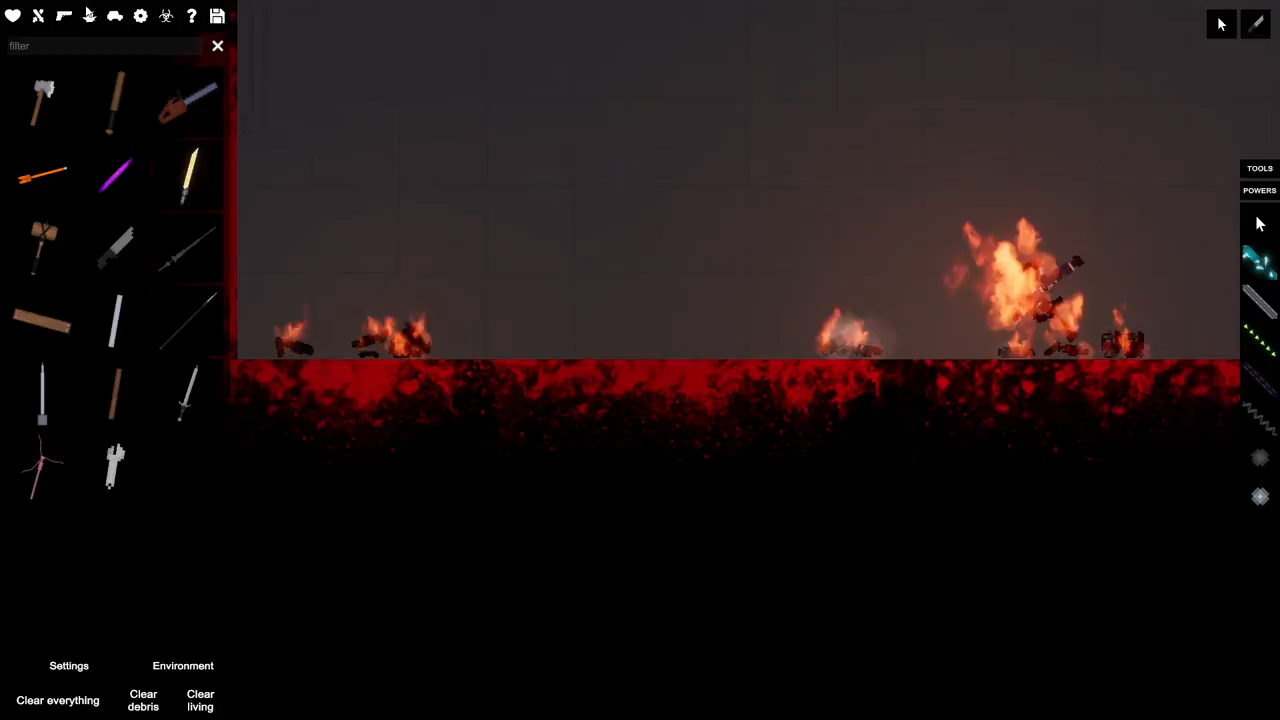 filter
TOOLS
POWERS
Settings
Environment
Clear everything
Clear
debris
Clear
living